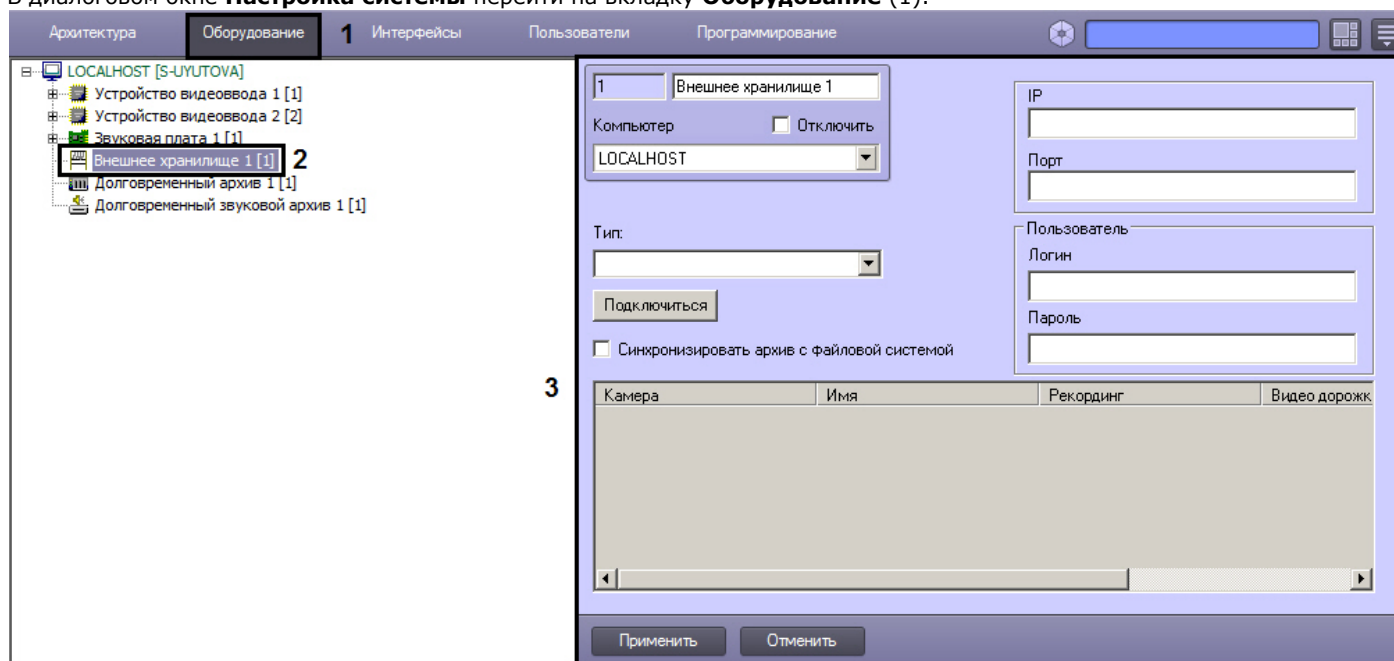 В диалоговом окне Настройка системы перейти на вкладку Оборудование (1).
Архитектура Оборудование 1 Интерфейсы Пользователи Программирование
LOCALHOST [S-UYUTOVA]
Устройство видеоввода 1 [1]
Устройство видеоввода 2 [2]
Звуковая плата 1 [1]
Внешнее хранилище 1 [1] 2
Долговременный архив 1 [1]
Долговременный звуковой архив 1 [1]
3
1 Внешнее хранилище 1
Компьютер Отключить
LOCALHOST
IP
Порт
Тип:
Подключиться
Синхронизировать архив с файловой системой
Пользователь
Логин
Пароль
Камера Имя Рекординг Видео дорожк
Применить Отменить